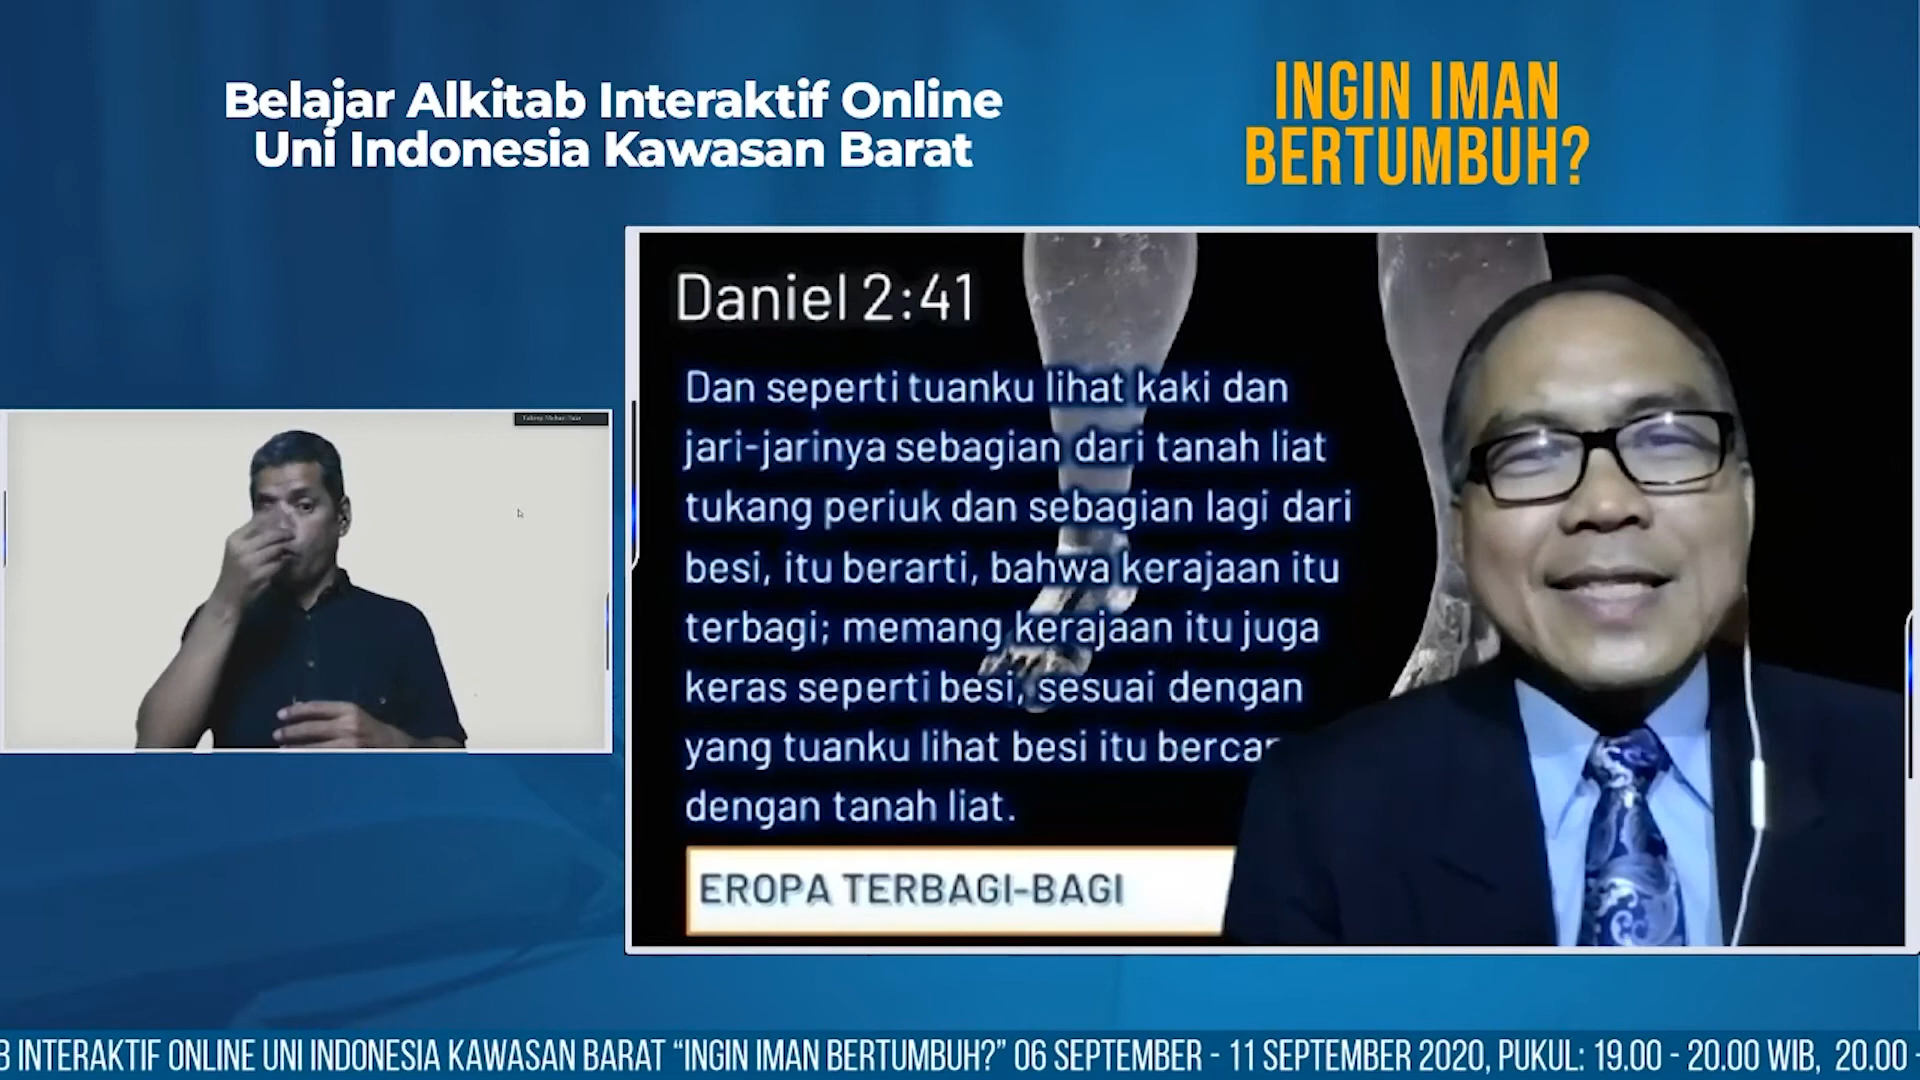 Belajar Alkitab Interaktif Online
Uni Indonesia Kawasan Barat
INGIN IMAN
BERTUMBUH?
Daniel 2:41
Dan seperti tuanku lihat kaki dan
jari-jarinya sebagian dari tanah liat
tukang periuk dan sebagian lagi dari
besi, itu berarti, bahwa kerajaan itu
terbagi; memang kerajaan itu juga
keras seperti besi, sesuai dengan
yang tuanku lihat besi itu bercam
dengan tanah liat.
EROPA TERBAGI-BAGI
B INTERAKTIF ONLINE UNI INDONESIA KAWASAN BARAT “INGIN IMAN BERTUMBUH?” 06 SEPTEMBER - 11 SEPTEMBER 2020, PUKUL: 19.00 - 20.00 WIB, 20.00 -